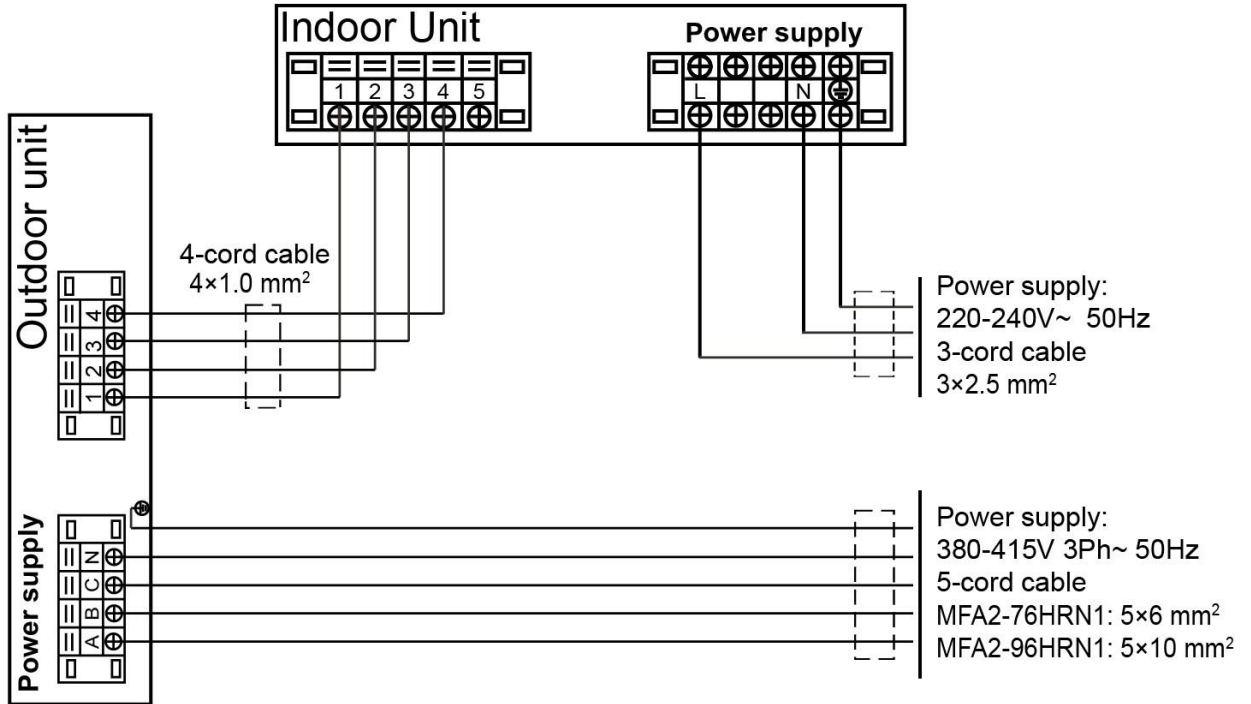 Indoor Unit
Power supply
1 2 3 4 5
L N
Outdoor unit
4-cord cable
4×1.0 mm²
4
3
2
1
Power supply:
220-240V~ 50Hz
3-cord cable
3×2.5 mm²
Power supply
N
C
B
A
Power supply:
380-415V 3Ph~ 50Hz
5-cord cable
MFA2-76HRN1: 5×6 mm²
MFA2-96HRN1: 5×10 mm²